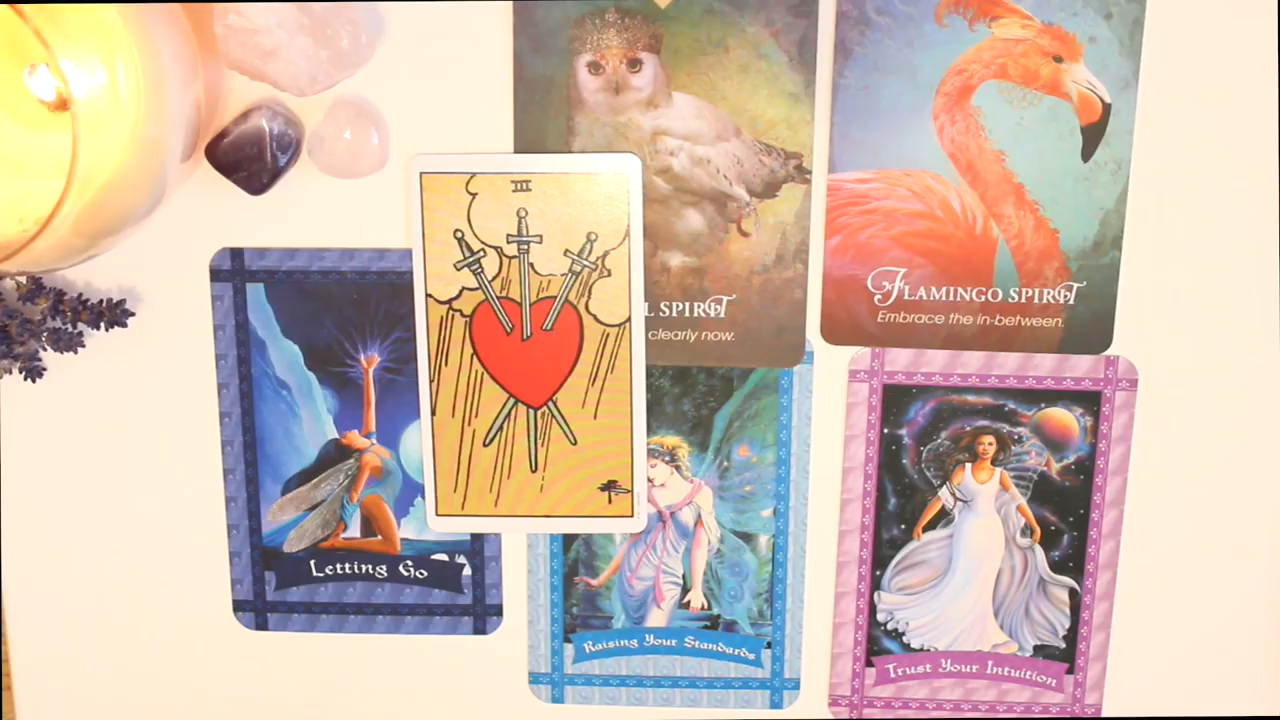 L SPIRIT
clearly now.
FLAMINGO SPIRIT
Embrace the in-between.
III
Letting Go
Raising Your Standards
Trust Your Intuition